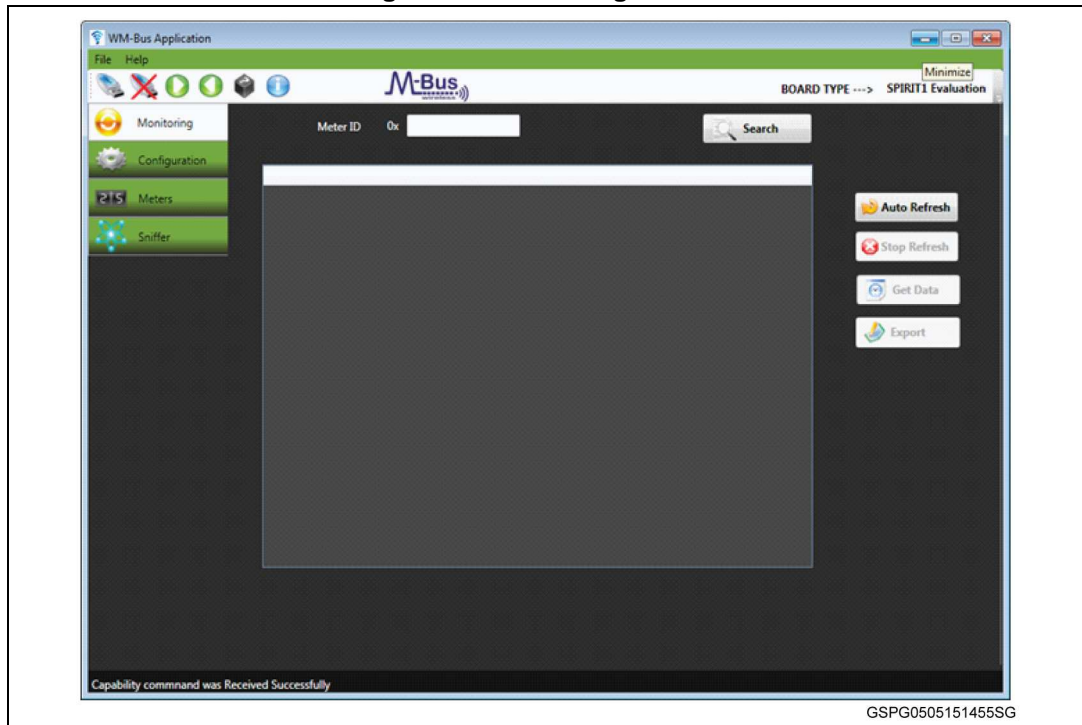 WM-Bus Application
File Help
Minimize
M-Bus
BOARD TYPE ---> SPIRIT1 Evaluation
Monitoring
Meter ID 0x
Search
Configuration
Meters
Auto Refresh
Sniffer
Stop Refresh
Get Data
Export
Capability commnand was Received Successfully
GSPG0505151455SG